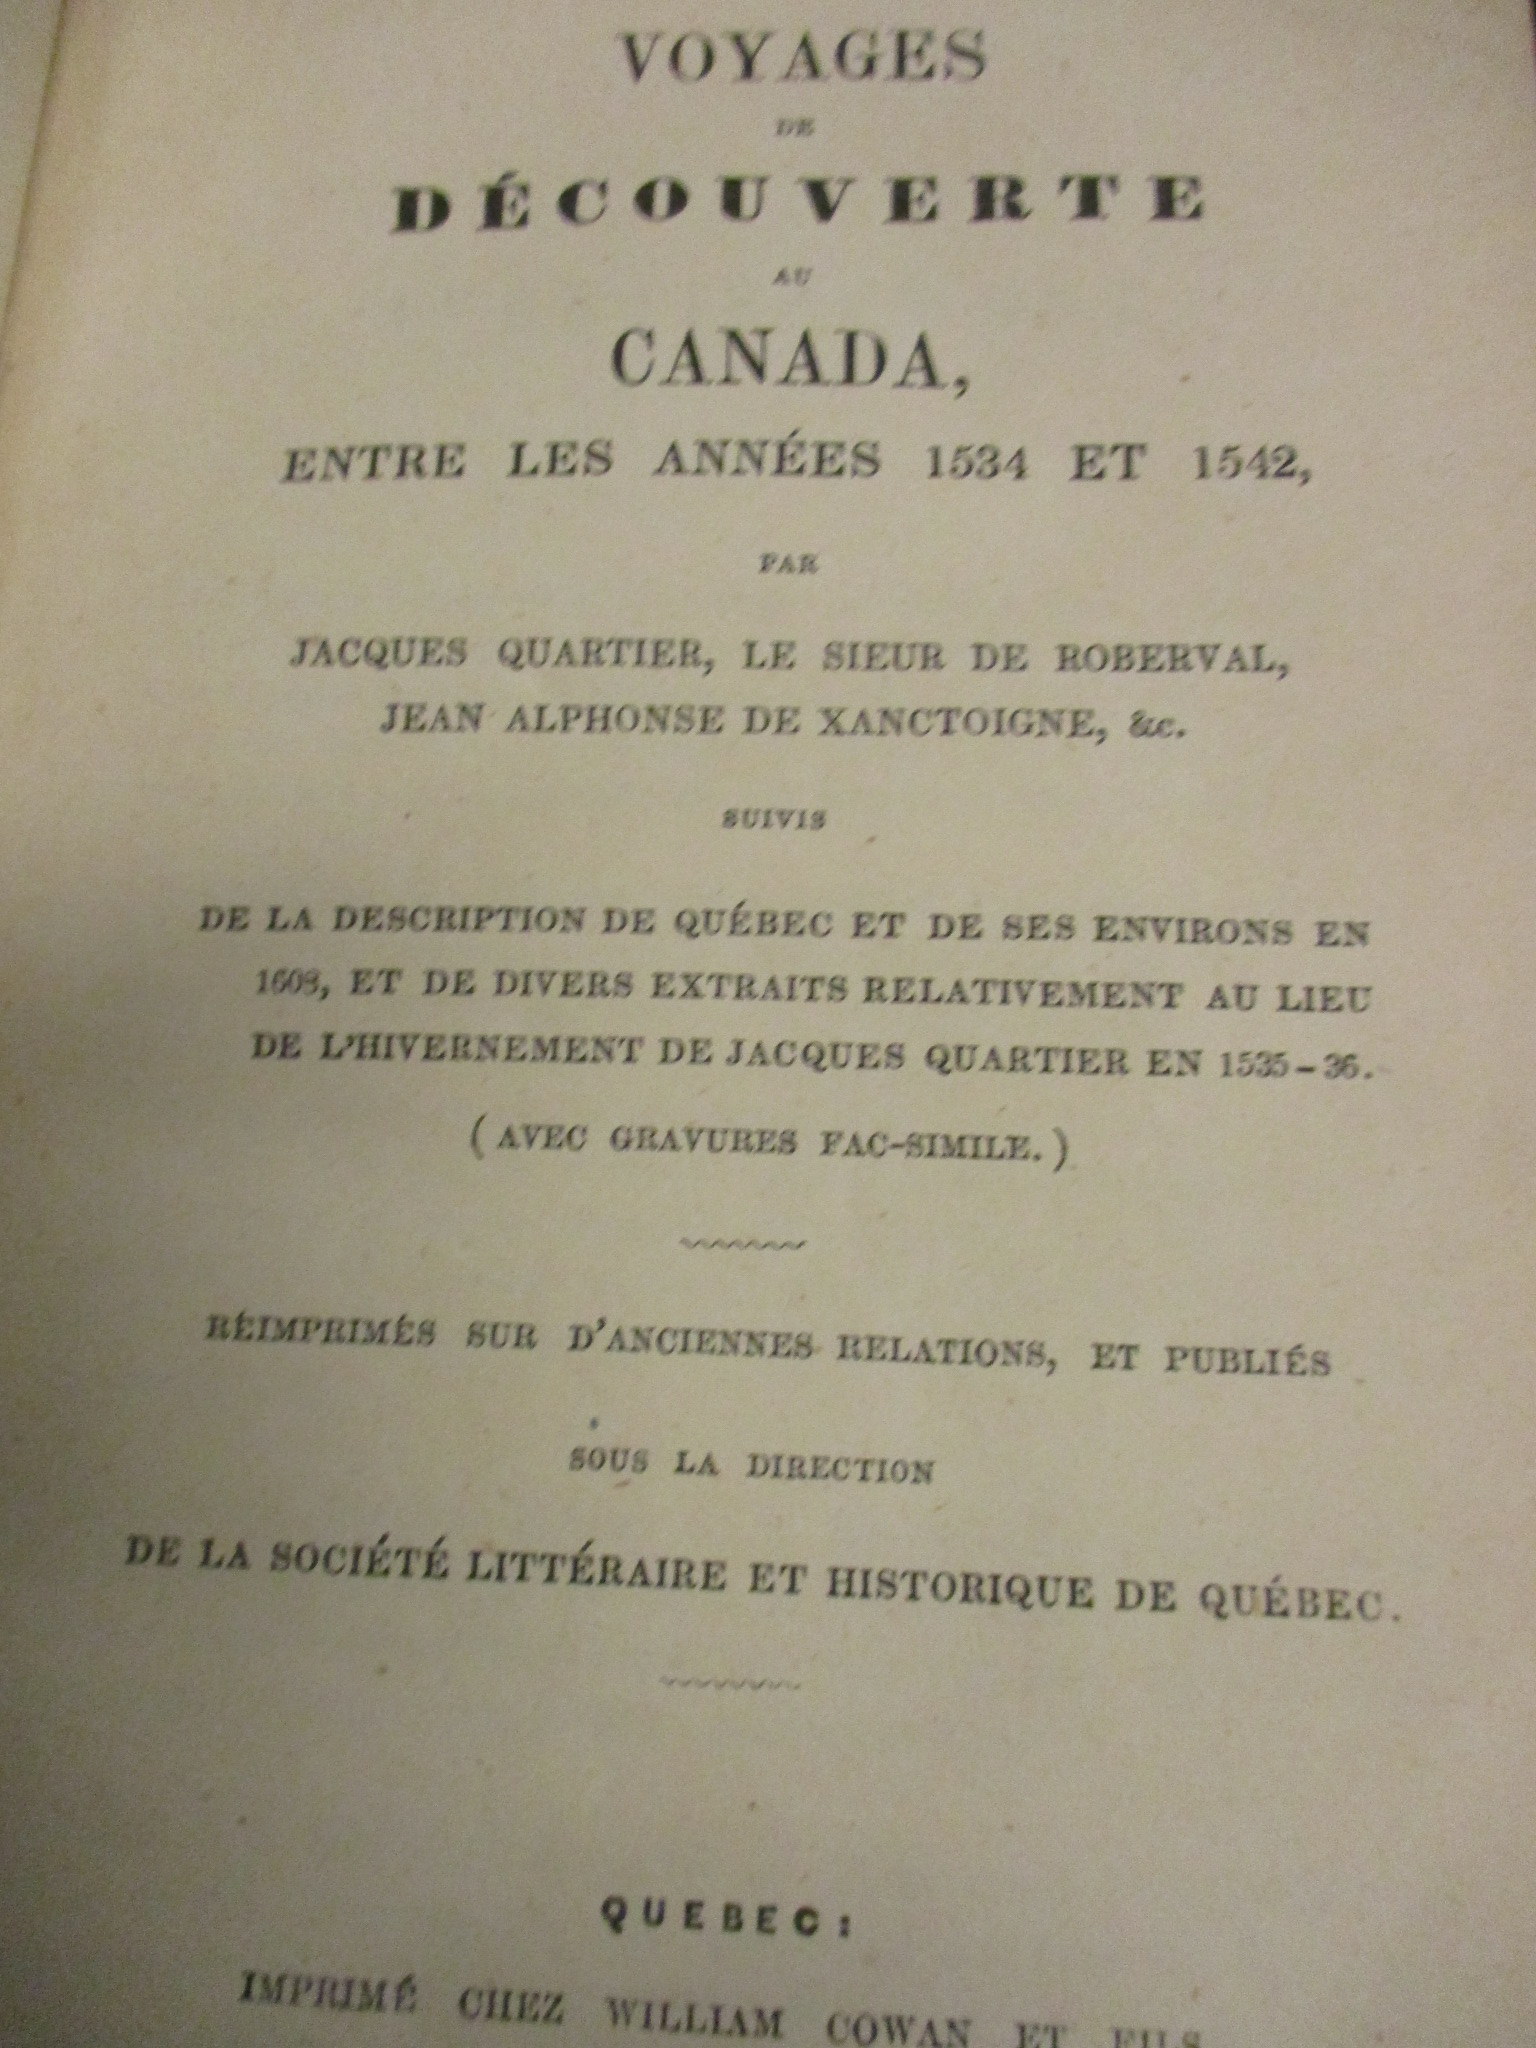 VOYAGES
DE
DÉCOUVERTE
AU
CANADA,
ENTRE LES ANNÉES 1534 ET 1542,
PAR
JACQUES QUARTIER, LE SIEUR DE ROBERVAL,
JEAN ALPHONSE DE XANCTOIGNE, &c.
SUIVIS
DE LA DESCRIPTION DE QUÉBEC ET DE SES ENVIRONS EN
1608, ET DE DIVERS EXTRAITS RELATIVEMENT AU LIEU
DE L'HIVERNEMENT DE JACQUES QUARTIER EN 1535-36.
(AVEC GRAVURES FAC-SIMILE.)
RÉIMPRIMÉS SUR D'ANCIENNES RELATIONS, ET PUBLIÉS
SOUS LA DIRECTION
DE LA SOCIÉTÉ LITTÉRAIRE ET HISTORIQUE DE QUÉBEC.
QUEBEC:
IMPRIMÉ CHEZ WILLIAM COWAN ET FILS